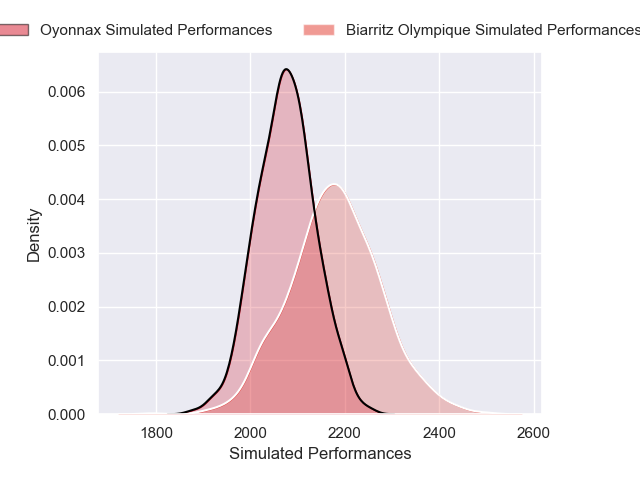 Oyonnax Simulated Performances
Biarritz Olympique Simulated Performances
0.006
0.005
0.004
0.003
0.002
0.001
0.000
Density
1800 2000 2200 2400 2600
Simulated Performances